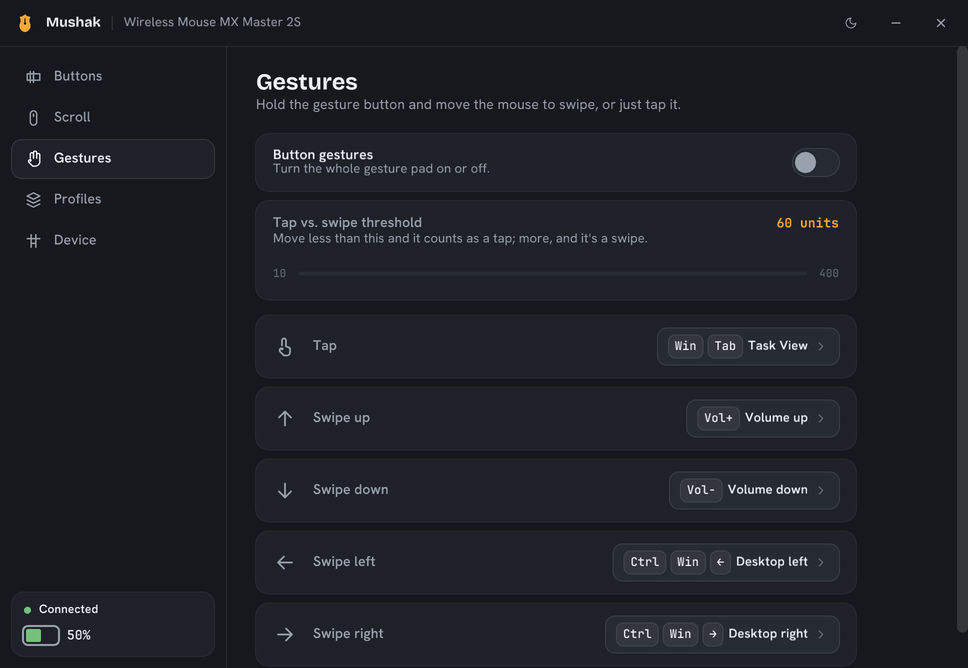 Mushak
Wireless Mouse MX Master 2S
Buttons
Scroll
Gestures
Profiles
Device
Connected
50%
Gestures
Hold the gesture button and move the mouse to swipe, or just tap it.
Button gestures
Turn the whole gesture pad on or off.
Tap vs. swipe threshold
60 units
Move less than this and it counts as a tap; more, and it's a swipe.
10
400
Tap
Win Tab Task View
Swipe up
Vol+ Volume up
Swipe down
Vol- Volume down
Swipe left
Ctrl Win ← Desktop left
Swipe right
Ctrl Win → Desktop right